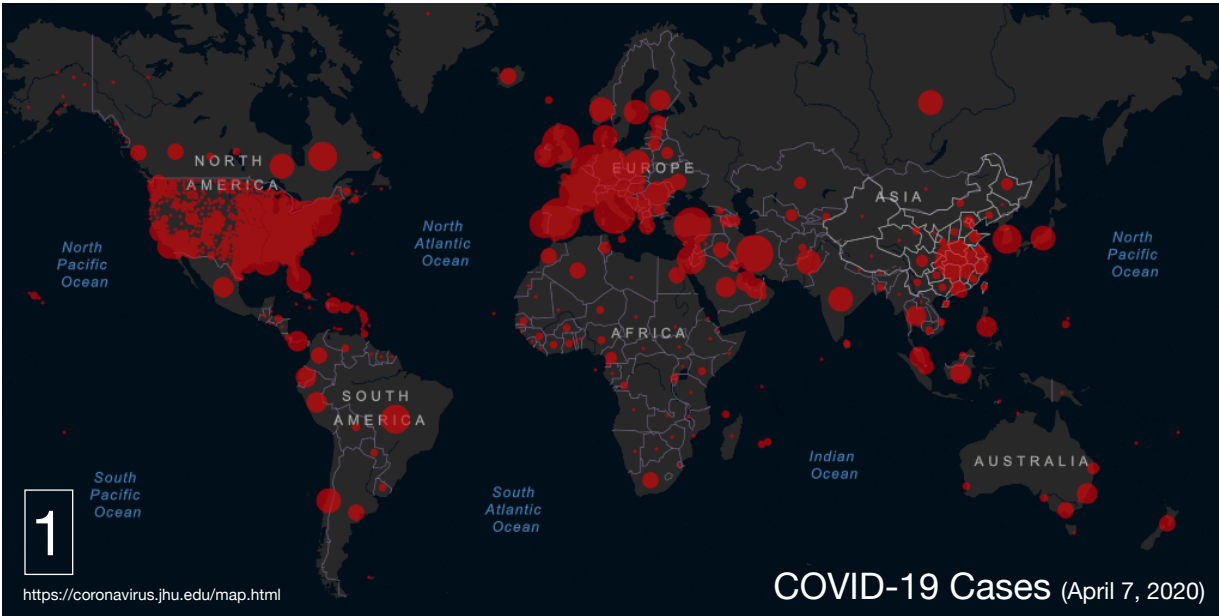 NORTH
AMERICA
EUROPE
ASIA
North
Pacific
Ocean
North
Atlantic
Ocean
North
Pacific
Ocean
AFRICA
SOUTH
AMERICA
Indian
Ocean
AUSTRALIA
South
Pacific
Ocean
South
Atlantic
Ocean
1
https://coronavirus.jhu.edu/map.html
COVID-19 Cases (April 7, 2020)